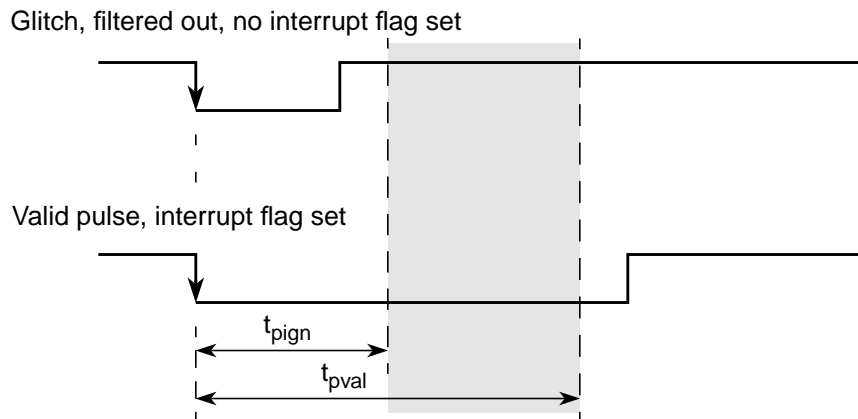 Glitch, filtered out, no interrupt flag set
Valid pulse, interrupt flag set
tpign
tpval